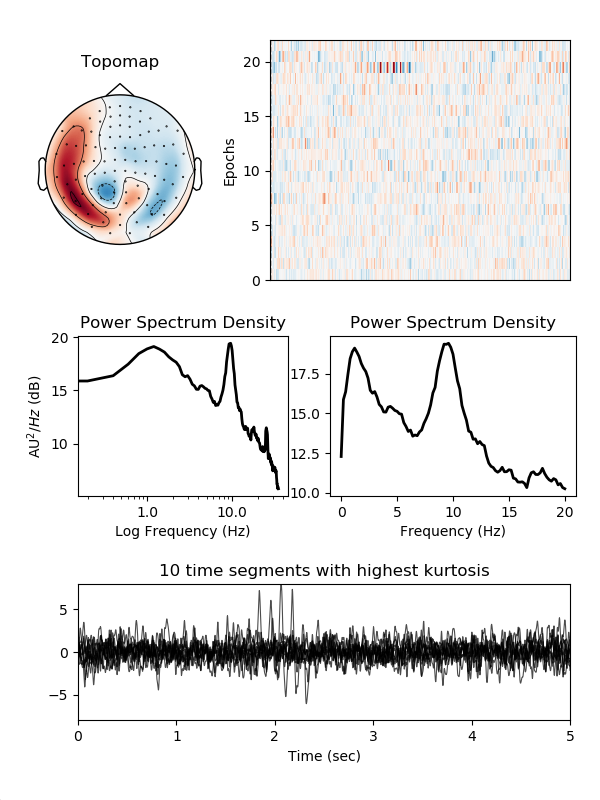 Topomap
20
15
10
5
0
Epochs
Power Spectrum Density
20
15
10
AU²/Hz (dB)
1.0 10.0
Log Frequency (Hz)
Power Spectrum Density
17.5
15.0
12.5
10.0
0 5 10 15 20
Frequency (Hz)
10 time segments with highest kurtosis
5
0
−5
0 1 2 3 4 5
Time (sec)